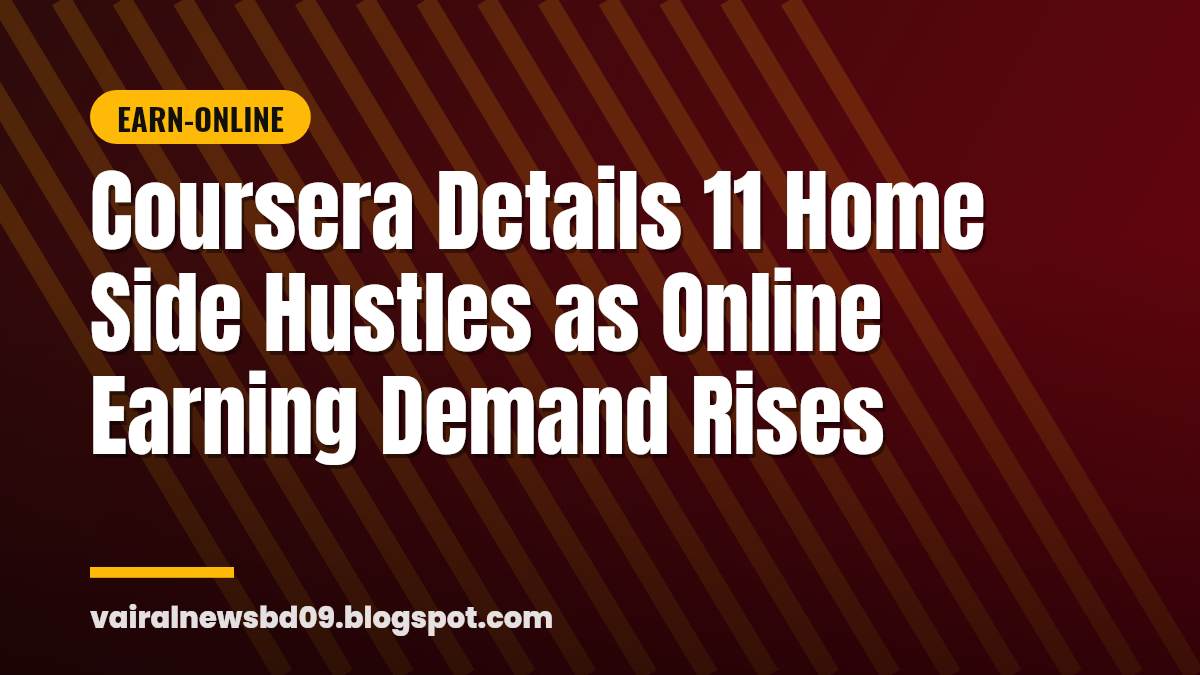 EARN-ONLINE
Coursera Details 11 Home
Side Hustles as Online
Earning Demand Rises
vairalnewsbd09.blogspot.com